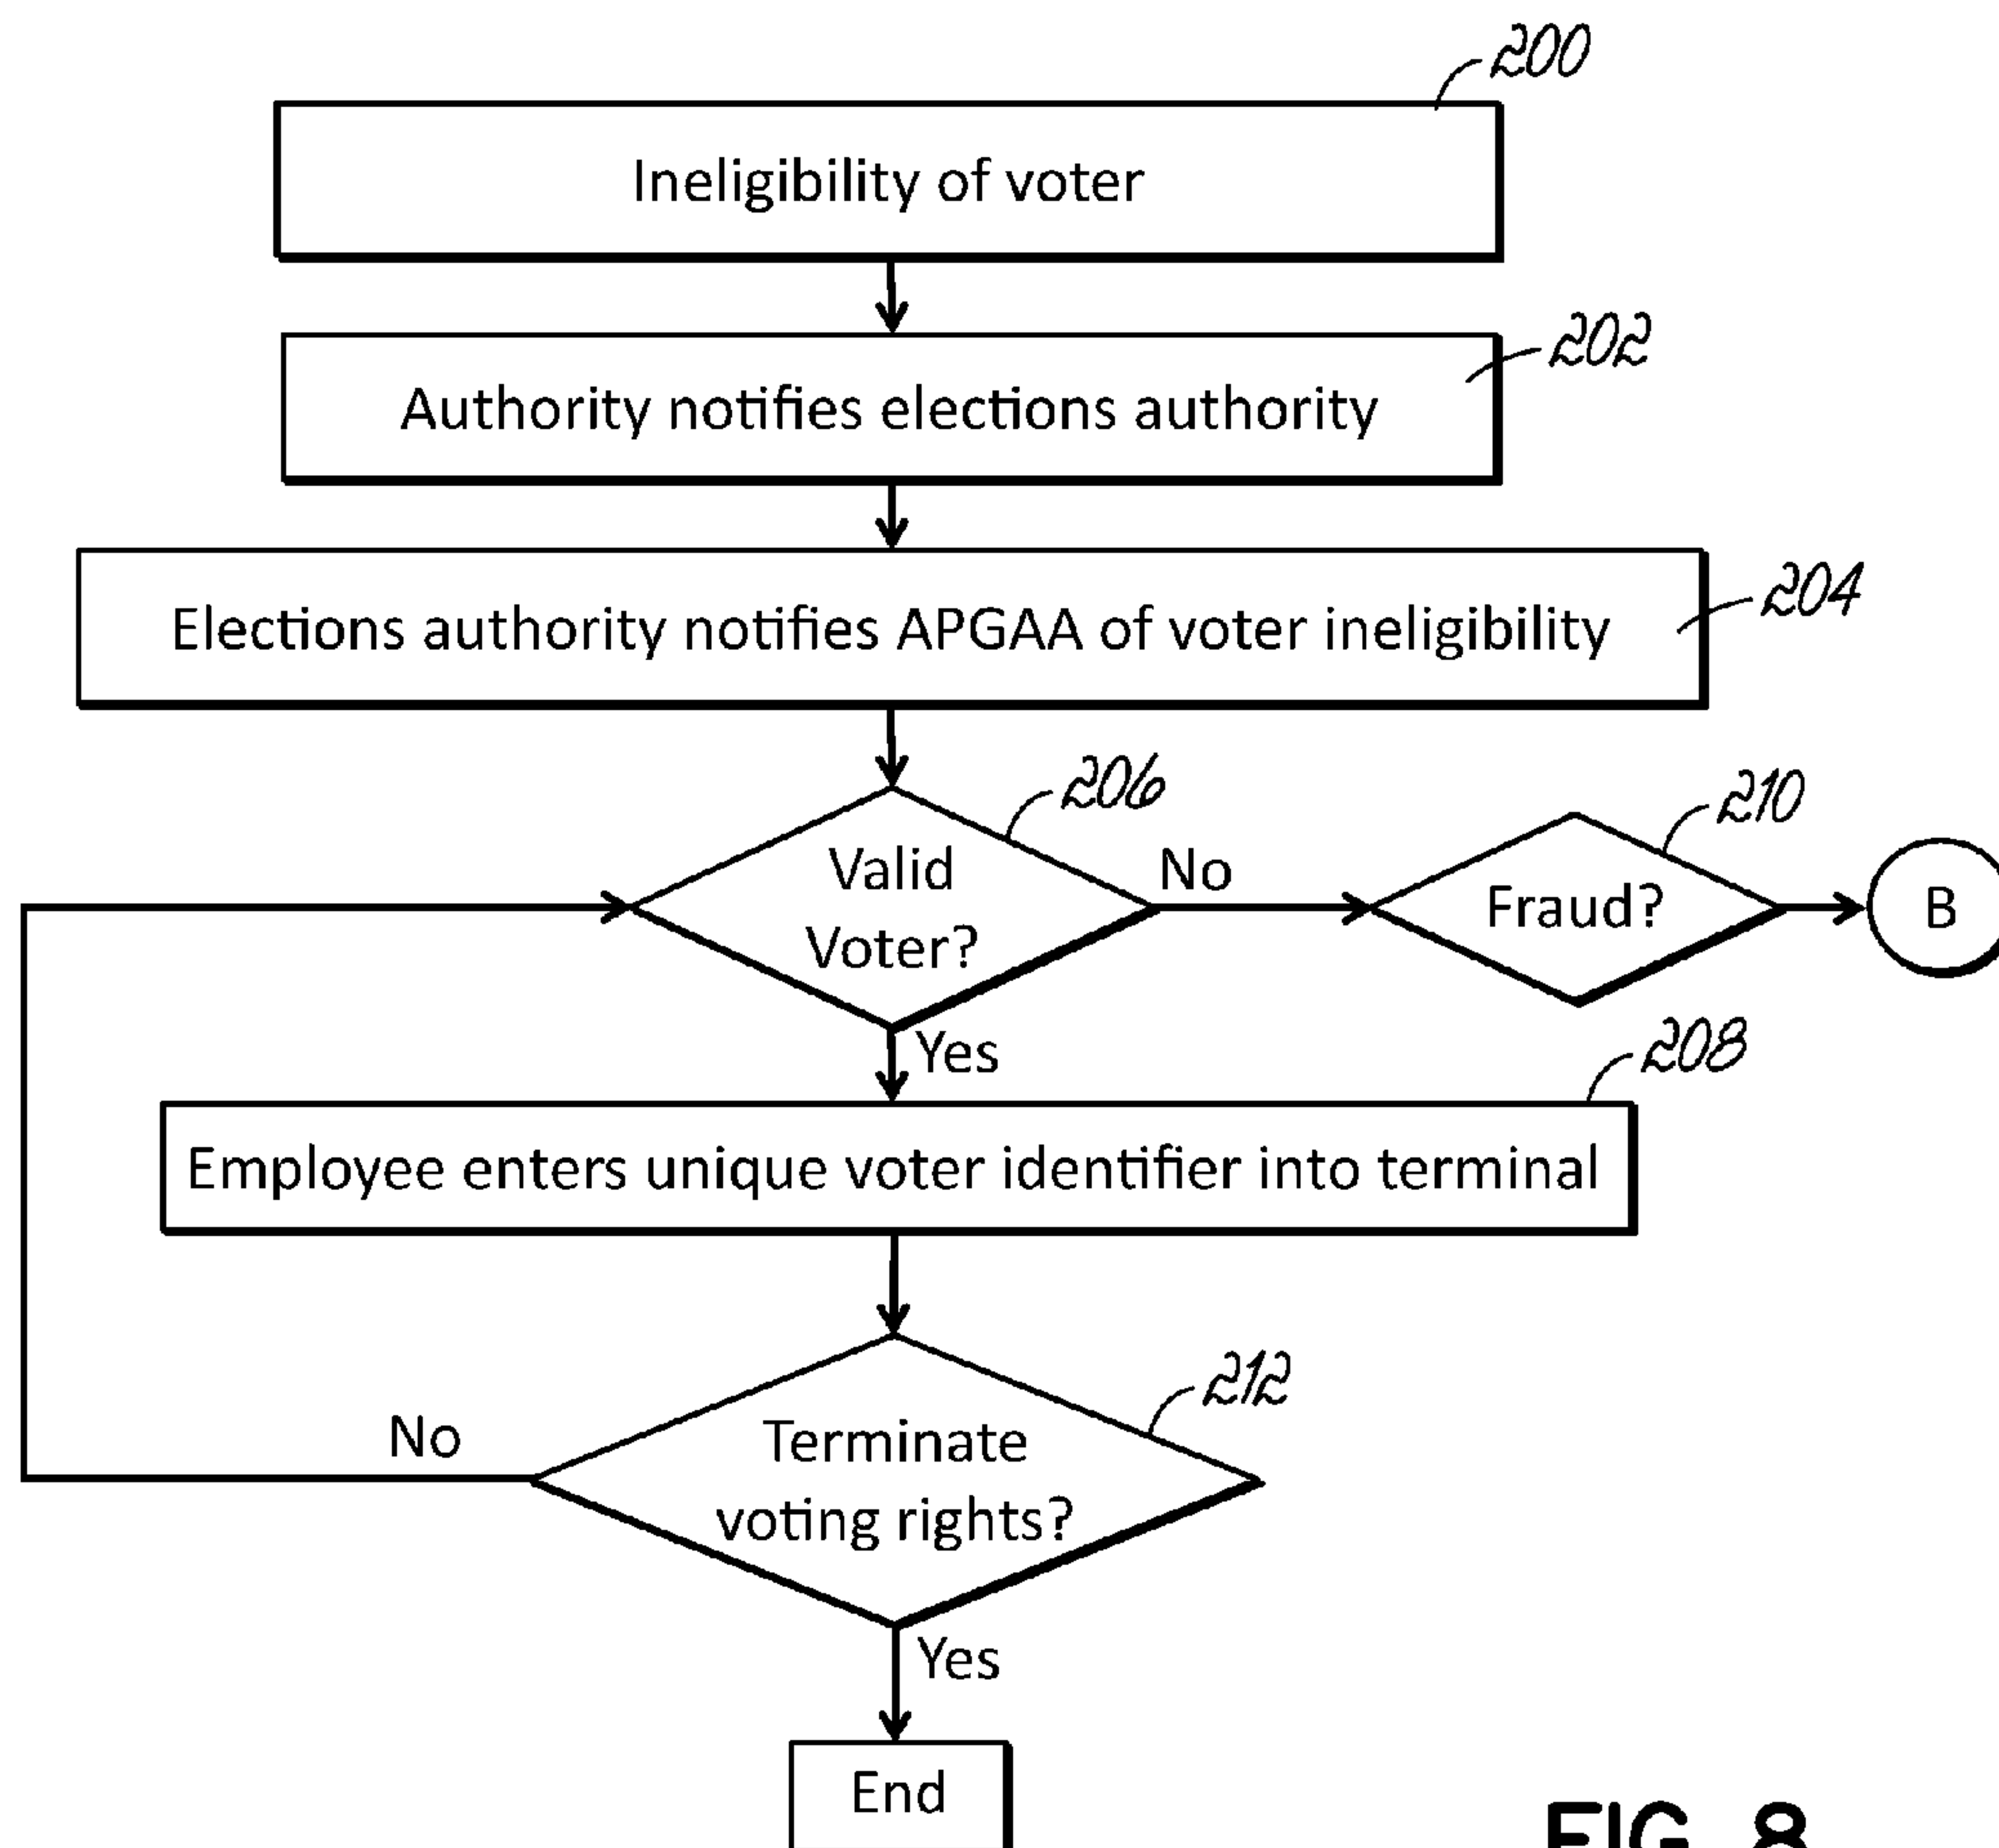 200
Ineligibility of voter
202
Authority notifies elections authority
204
Elections authority notifies APGAA of voter ineligibility
206
Valid
Voter?
No
210
Fraud?
B
Yes
208
Employee enters unique voter identifier into terminal
212
Terminate
voting rights?
No
Yes
End
FIG. 8